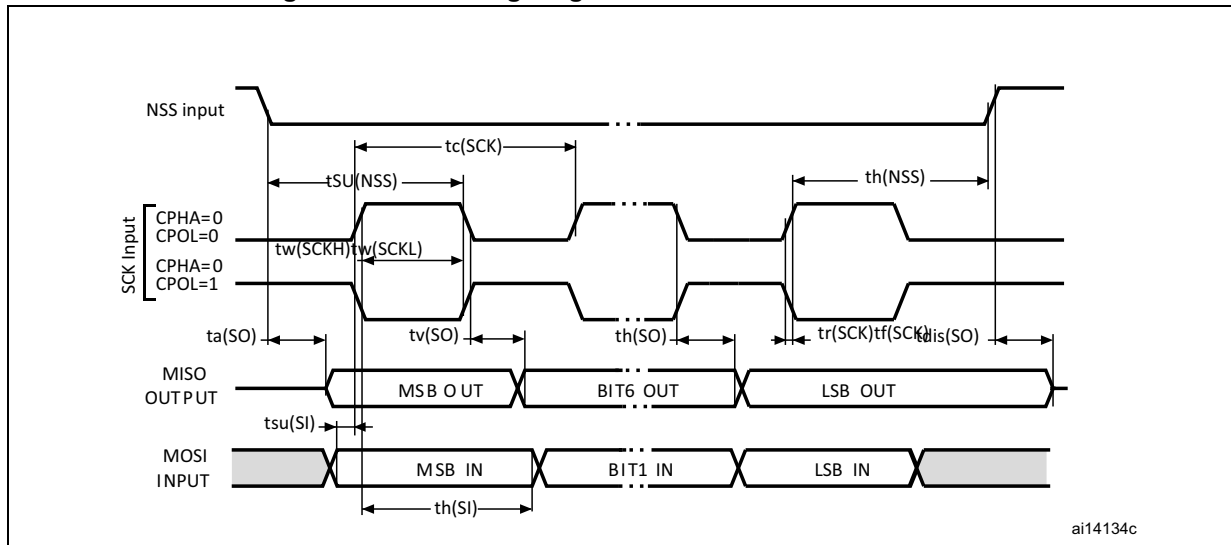 NSS input
tc(SCK)
tSU(NSS)
th(NSS)
SCK Input
CPHA=0
CPOL=0
tw(SCKH)tw(SCKL)
CPHA=0
CPOL=1
ta(SO)
tv(SO)
th(SO)
tr(SCK)tf(SCK)
tdis(SO)
MISO
OUTPUT
MSB OUT
BIT6 OUT
LSB OUT
tsu(SI)
MOSI
INPUT
MSB IN
BIT1 IN
LSB IN
th(SI)
ai14134c